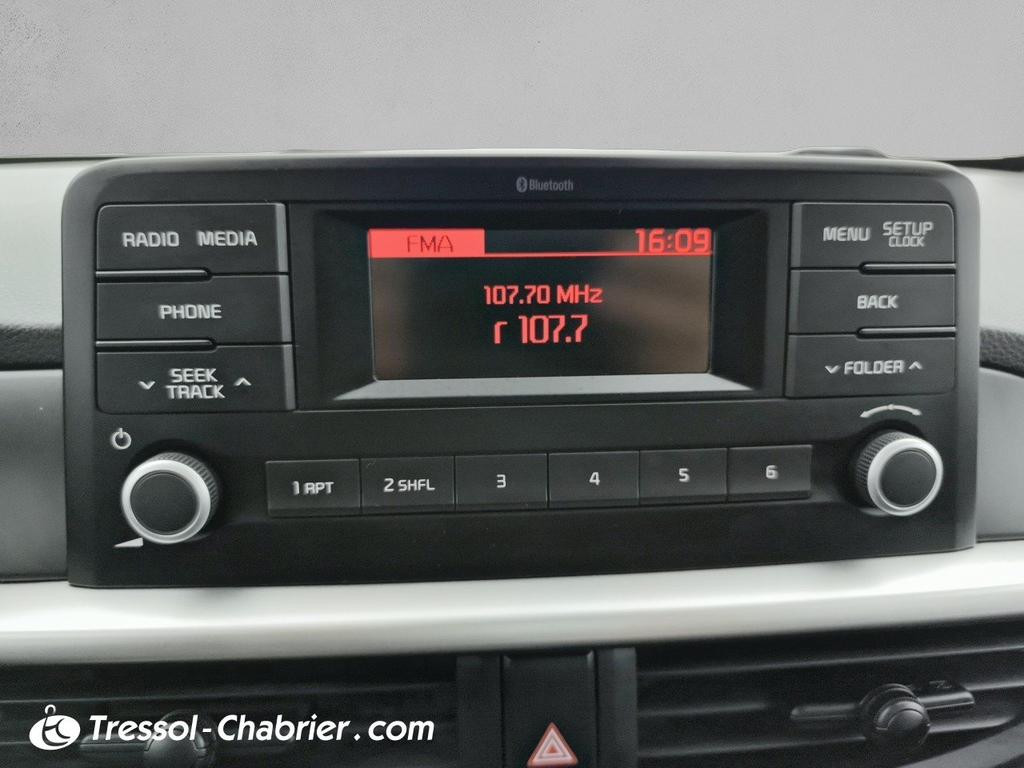 Bluetooth
RADIO MEDIA
PHONE
SEEK
TRACK
FMA 16:09
107.70 MHz
r 107.7
MENU SETUP
CLOCK
BACK
FOLDER
1 RPT 2 SHFL 3 4 5 6
Tressol-Chabrier.com